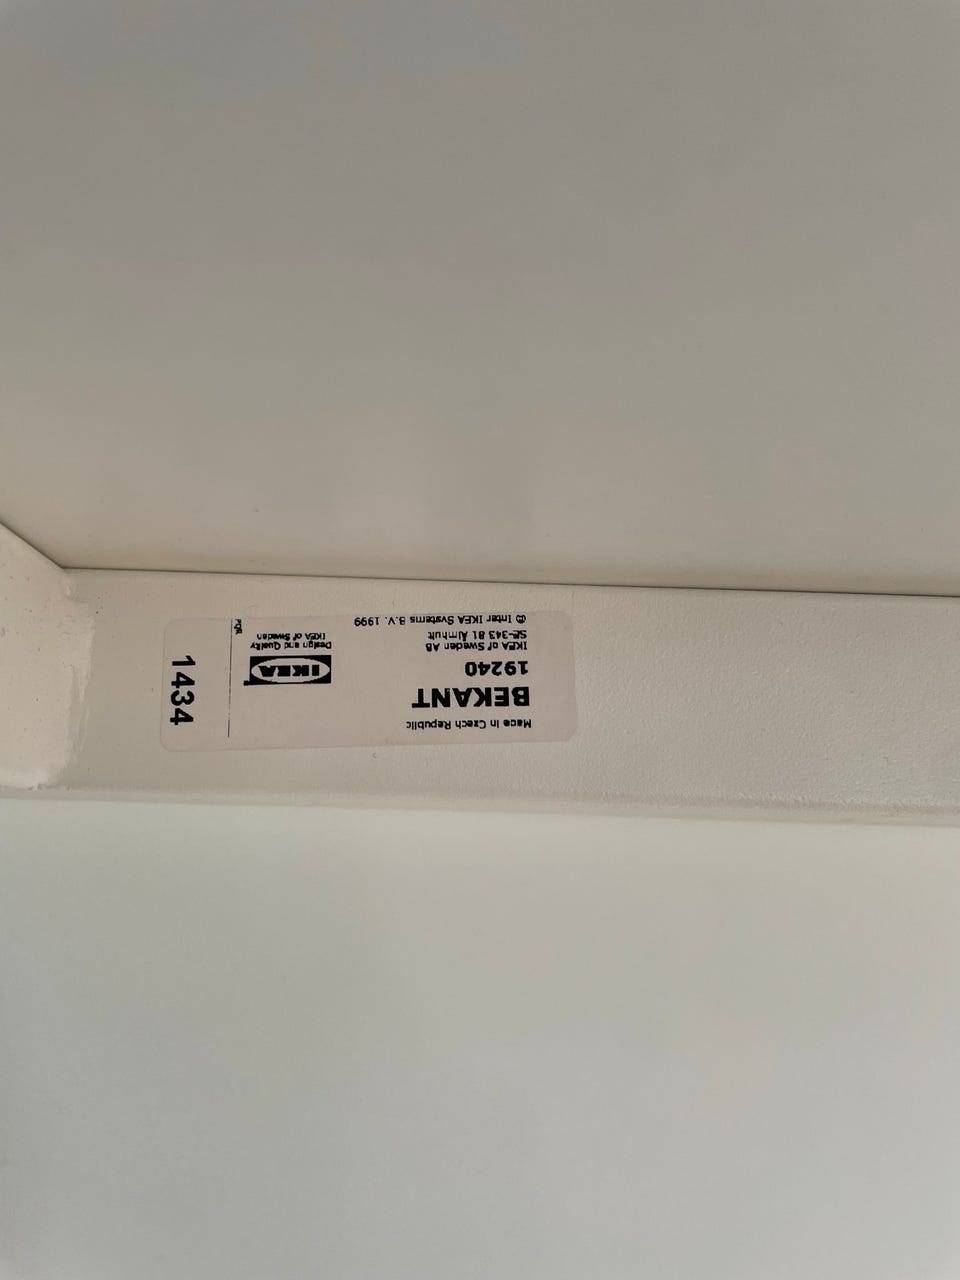 Made in Czech Republic
BEKANT
19240
IKEA of Sweden AB
SE-343 81 Älmhult
© Inter IKEA Systems B.V. 1999
IKEA
Design and Quality
IKEA of Sweden
1434